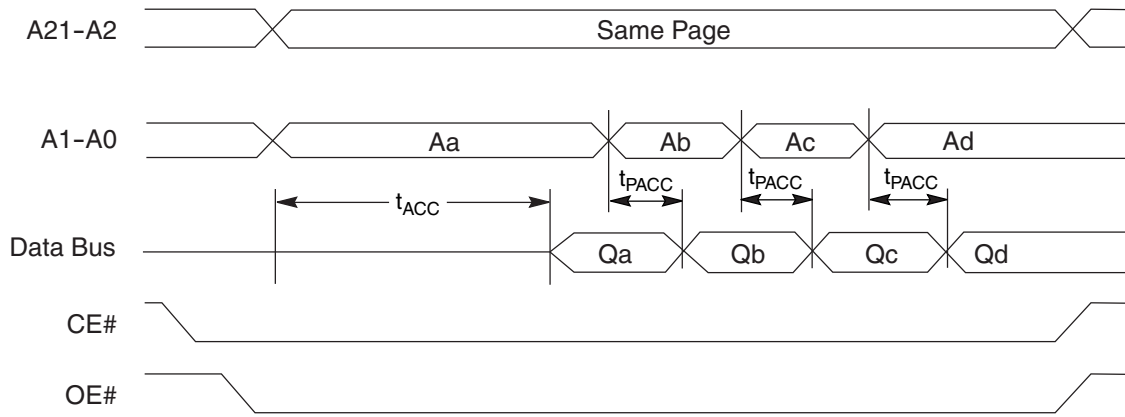 A21–A2 Same Page
A1–A0 Aa Ab Ac Ad
tACC tPACC tPACC tPACC
Data Bus Qa Qb Qc Qd
CE#
OE#